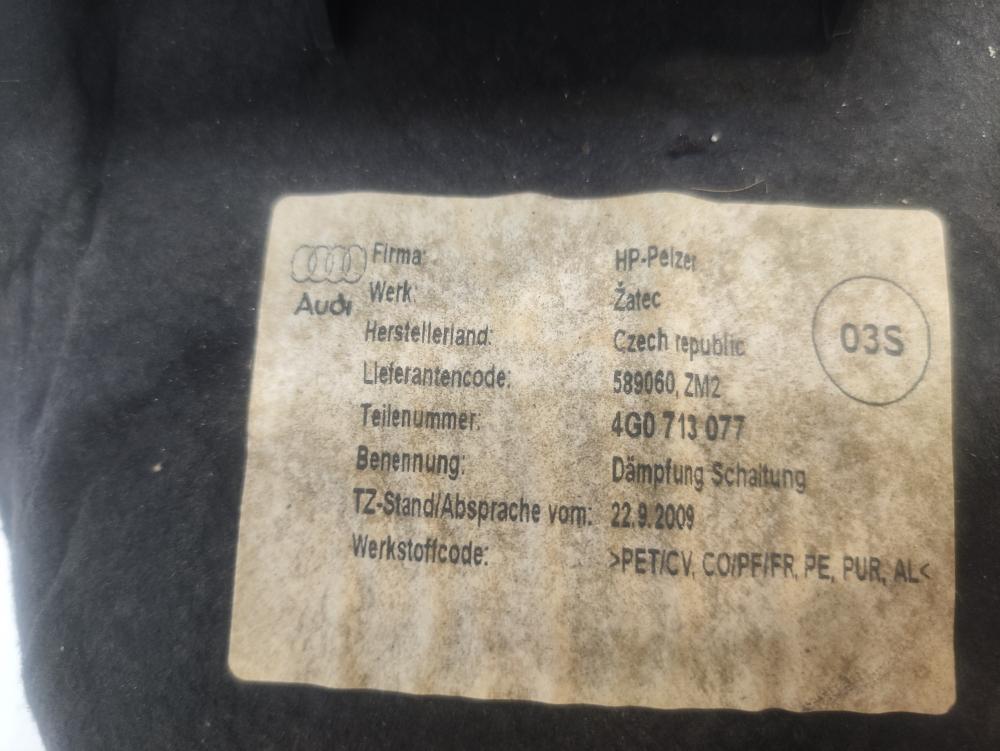 Audi
Firma: HP-Pelzer
Werk: Žatec
Herstellerland: Czech republic
03S
Lieferantencode: 589060, ZM2
Teilenummer: 4G0 713 077
Benennung: Dämpfung Schaltung
TZ-Stand/Absprache vom: 22.9.2009
Werkstoffcode: >PET/CV, CO/PF/FR, PE, PUR, AL<